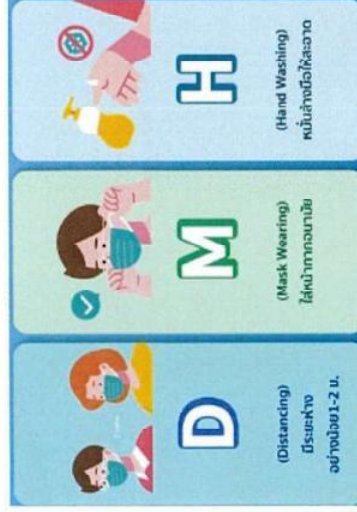 D
(Distancing)
มีระยะห่าง
อย่างน้อย1-2 ม.
M
(Mask Wearing)
ใส่หน้ากากอนามัย
H
(Hand Washing)
หมั่นล้างมือให้สะอาด